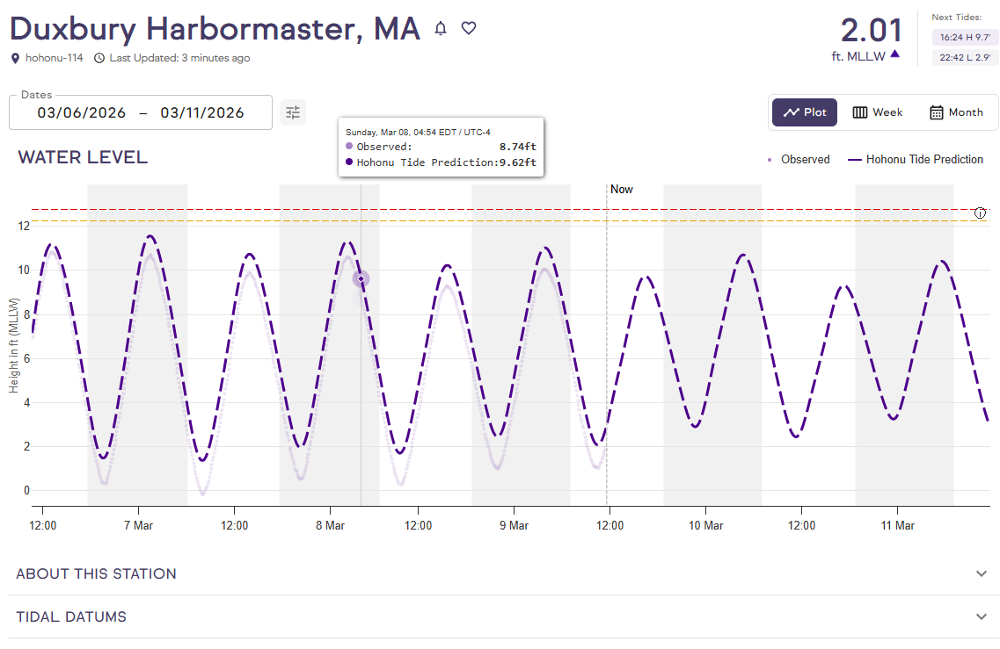 Duxbury Harbormaster, MA
hohonu-114 Last Updated: 3 minutes ago
2.01
ft. MLLW
Next Tides:
16:24 H 9.7'
22:42 L 2.9'
Dates
03/06/2026 – 03/11/2026
Plot Week Month
Sunday, Mar 08, 04:54 EDT / UTC-4
Observed: 8.74ft
Hohonu Tide Prediction: 9.62ft
WATER LEVEL
Observed Hohonu Tide Prediction
Now
Height in ft (MLLW)
12
10
8
6
4
2
0
12:00 7 Mar 12:00 8 Mar 12:00 9 Mar 12:00 10 Mar 12:00 11 Mar
ABOUT THIS STATION
TIDAL DATUMS